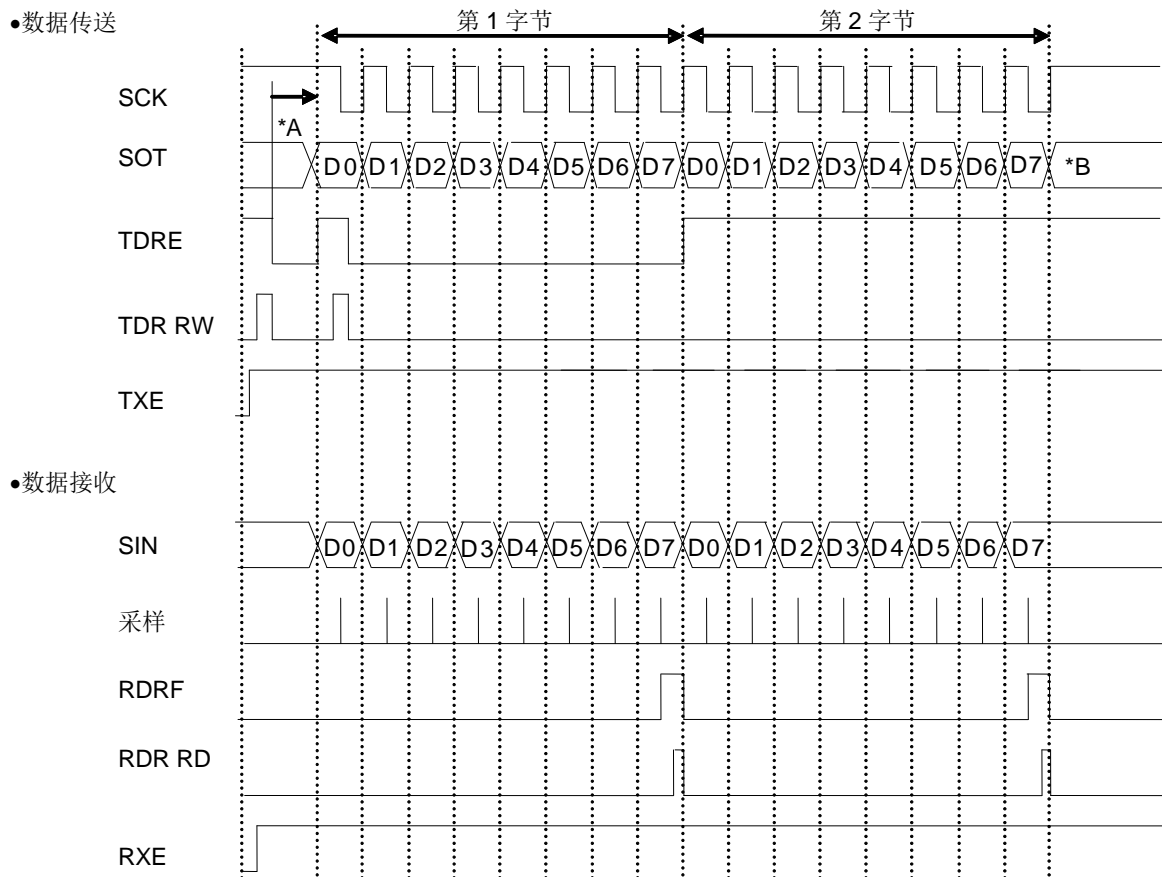 •数据传送
第 1 字节 第 2 字节
SCK
*A
SOT D0 D1 D2 D3 D4 D5 D6 D7 D0 D1 D2 D3 D4 D5 D6 D7 *B
TDRE
TDR RW
TXE
•数据接收
SIN D0 D1 D2 D3 D4 D5 D6 D7 D0 D1 D2 D3 D4 D5 D6 D7
采样
RDRF
RDR RD
RXE